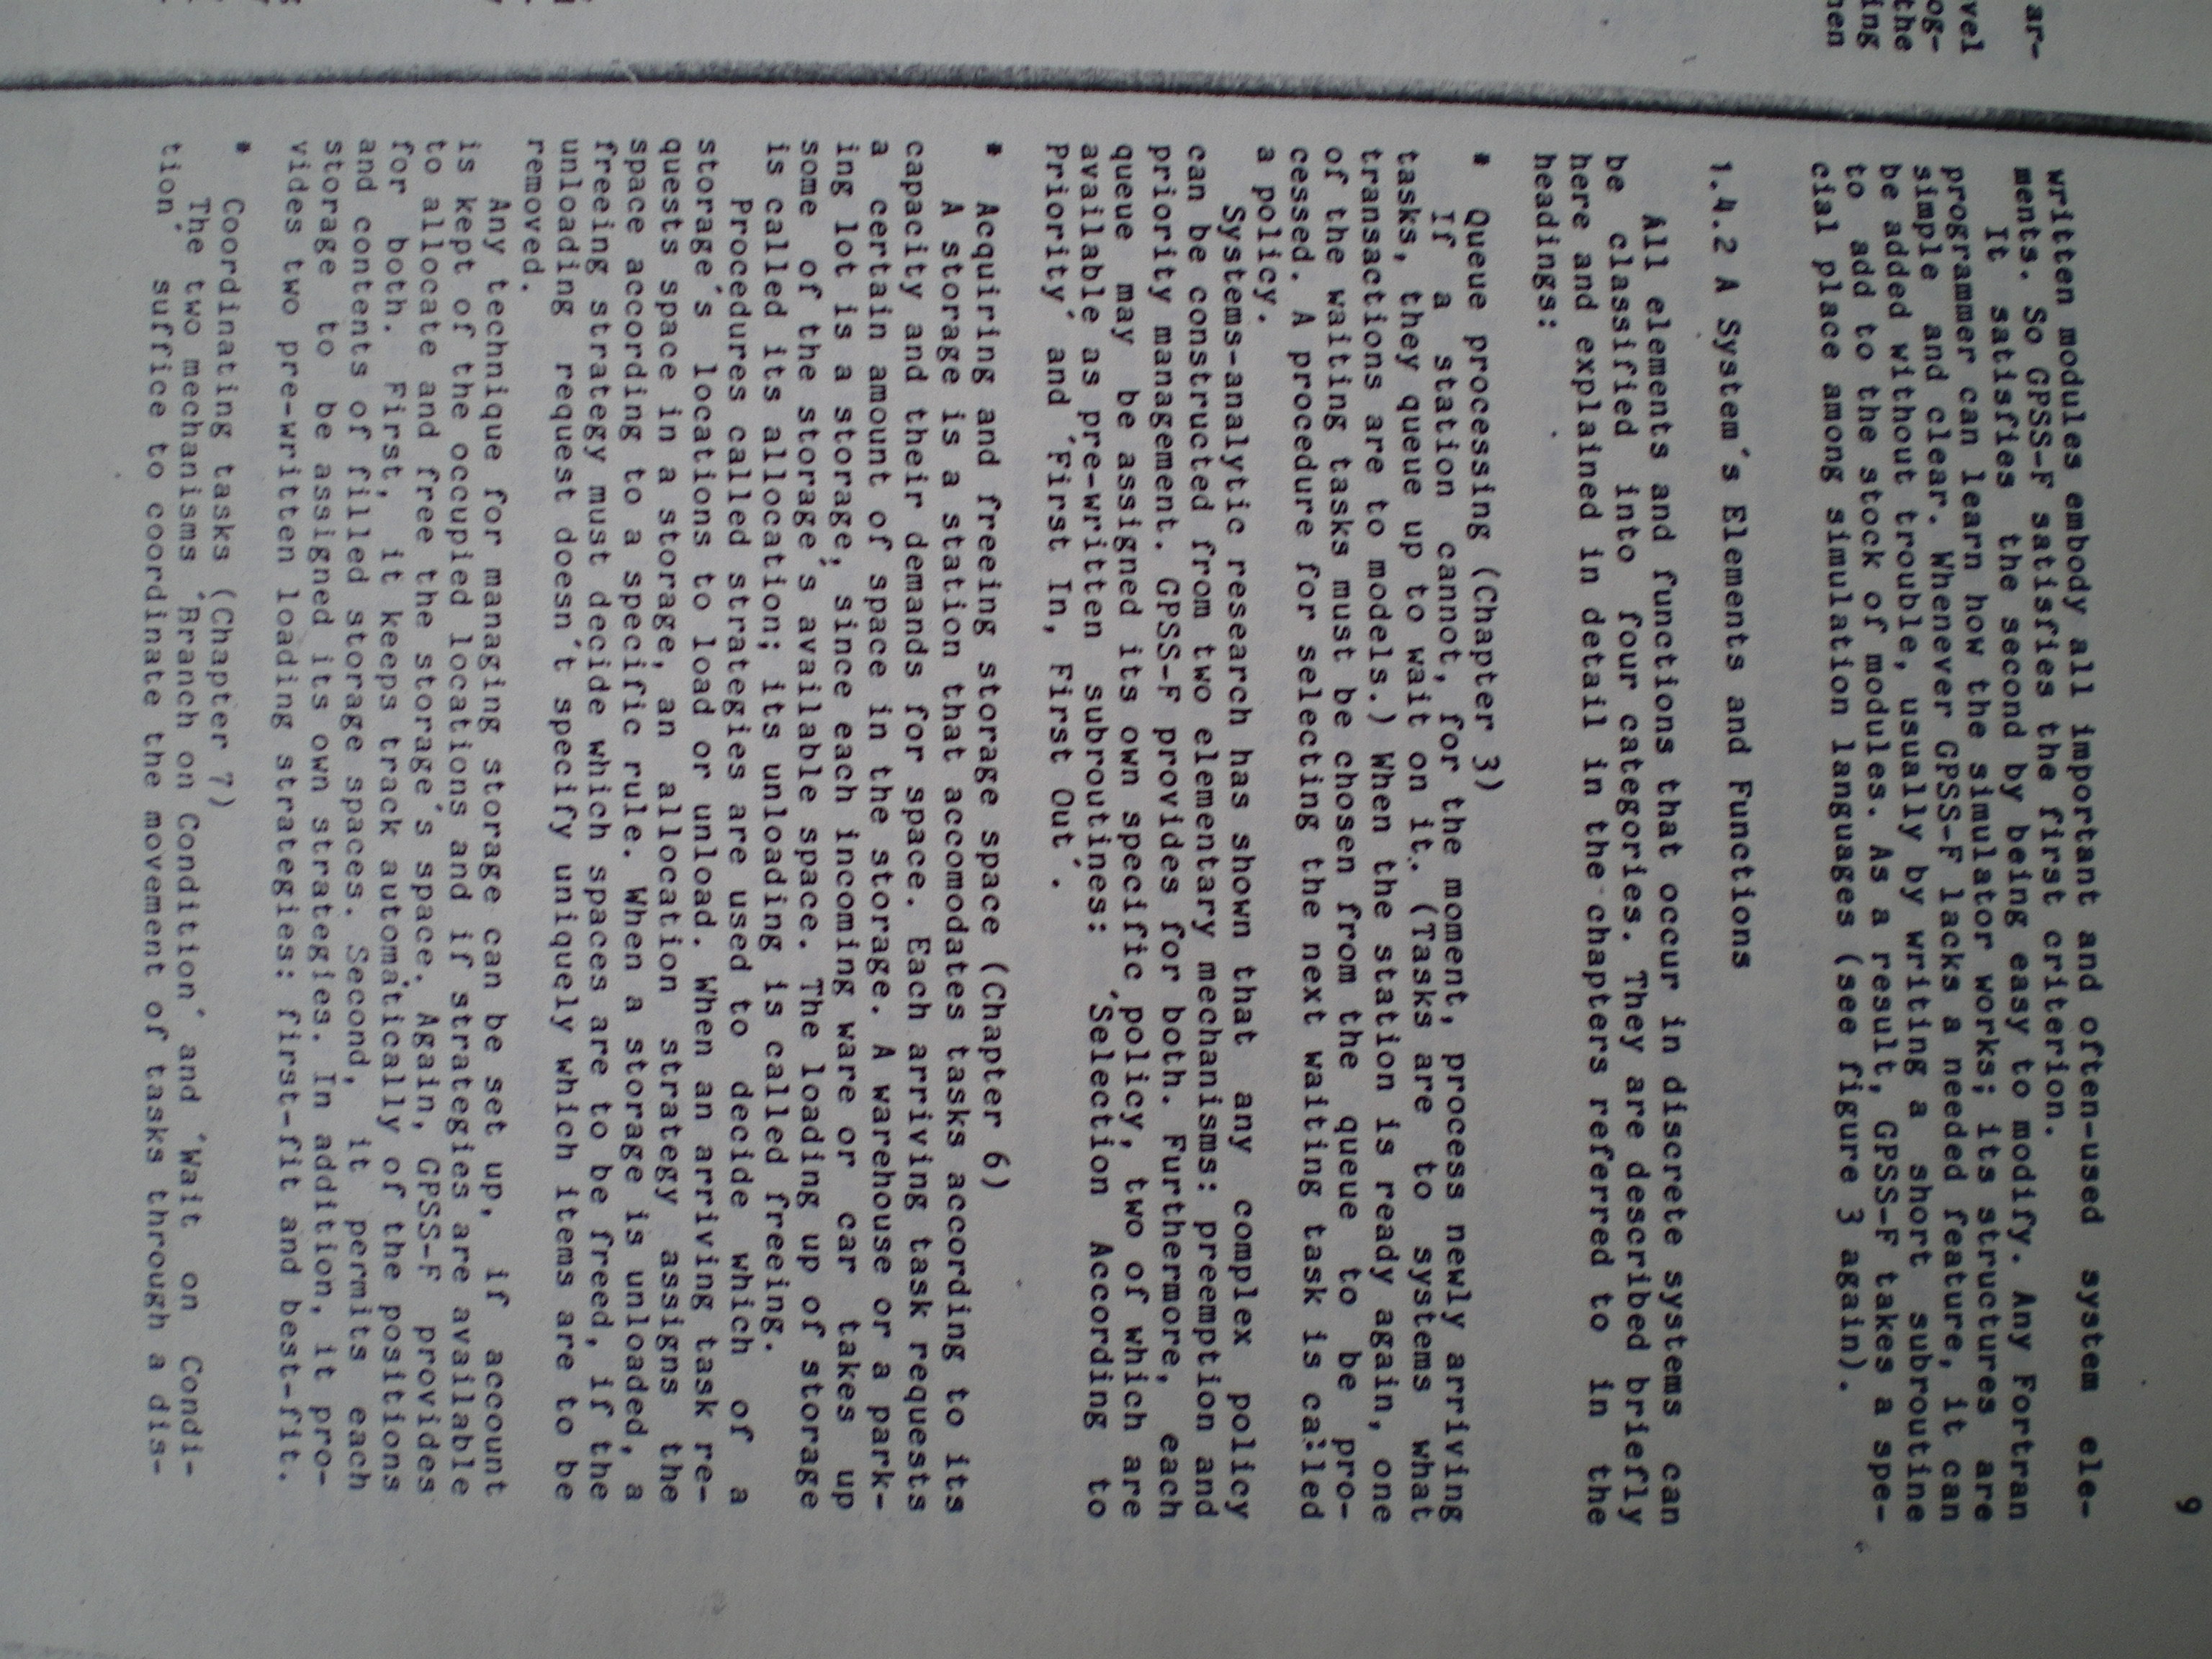 ar-
vel
og-
the
ing
hen
9
written modules embody all important and often-used system ele-
ments. So GPSS-F satisfies the first criterion.
It satisfies the second by being easy to modify. Any Fortran
programmer can learn how the simulator works; its structures are
simple and clear. Whenever GPSS-F lacks a needed feature, it can
be added without trouble, usually by writing a short subroutine
to add to the stock of modules. As a result, GPSS-F takes a spe-
cial place among simulation languages (see figure 3 again).
1.4.2 A System´s Elements and Functions
All elements and functions that occur in discrete systems can
be classified into four categories. They are described briefly
here and explained in detail in the chapters referred to in the
headings:
* Queue processing (Chapter 3)
If a station cannot, for the moment, process newly arriving
tasks, they queue up to wait on it. (Tasks are to systems what
transactions are to models.) When the station is ready again, one
of the waiting tasks must be chosen from the queue to be pro-
cessed. A procedure for selecting the next waiting task is called
a policy.
Systems-analytic research has shown that any complex policy
can be constructed from two elementary mechanisms: preemption and
priority management. GPSS-F provides for both. Furthermore, each
queue may be assigned its own specific policy, two of which are
available as pre-written subroutines: ´Selection According to
Priority´ and ´First In, First Out´.
* Acquiring and freeing storage space (Chapter 6)
A storage is a station that accomodates tasks according to its
capacity and their demands for space. Each arriving task requests
a certain amount of space in the storage. A warehouse or a park-
ing lot is a storage, since each incoming ware or car takes up
some of the storage´s available space. The loading up of storage
is called its allocation; its unloading is called freeing.
Procedures called strategies are used to decide which of a
storage´s locations to load or unload. When an arriving task re-
quests space in a storage, an allocation strategy assigns the
space according to a specific rule. When a storage is unloaded, a
freeing strategy must decide which spaces are to be freed, if the
unloading request doesn´t specify uniquely which items are to be
removed.
Any technique for managing storage can be set up, if account
is kept of the occupied locations and if strategies are available
to allocate and free the storage´s space. Again, GPSS-F provides
for both. First, it keeps track automatically of the positions
and contents of filled storage spaces. Second, it permits each
storage to be assigned its own strategies. In addition, it pro-
vides two pre-written loading strategies: first-fit and best-fit.
* Coordinating tasks (Chapter 7)
The two mechanisms ´Branch on Condition´ and ´Wait on Condi-
tion´ suffice to coordinate the movement of tasks through a dis-